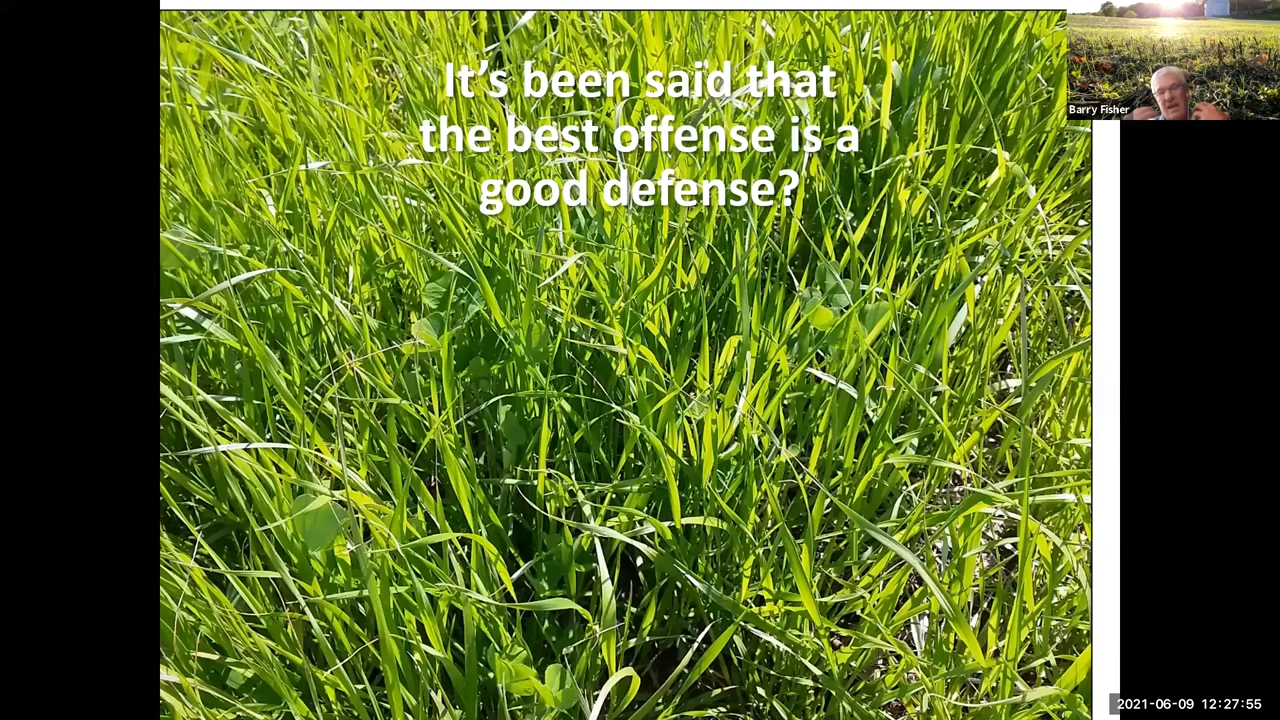 It's been said that
the best offense is a
good defense?
Barry Fisher
2021-06-09 12:27:55